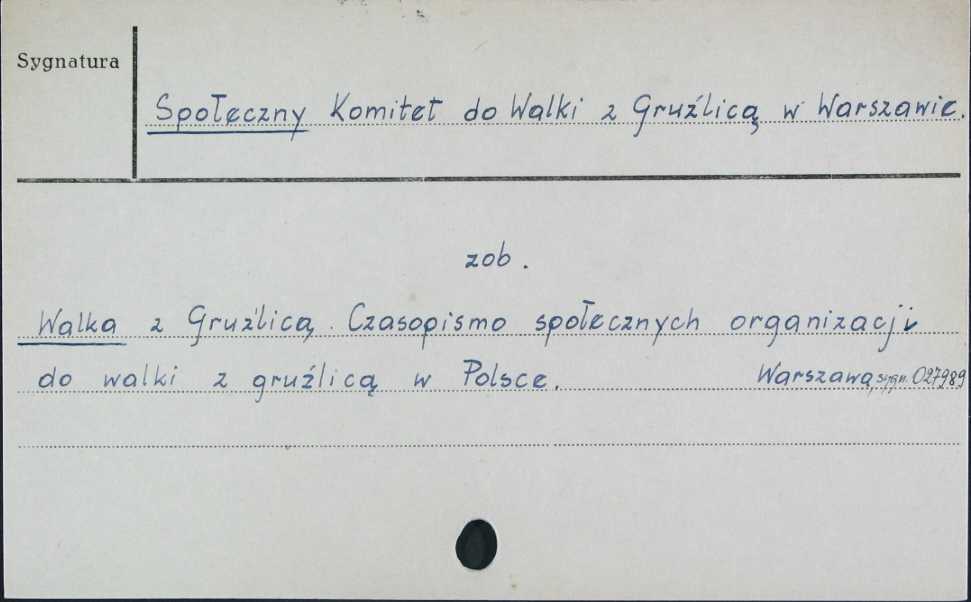 Sygnatura
Społeczny Komitet do Walki z Gruźlicą w Warszawie.
zob.
Walka z Gruźlicą. Czasopismo społecznych organizacji
do walki z gruźlicą w Polsce. Warszawa, sygn. 027989